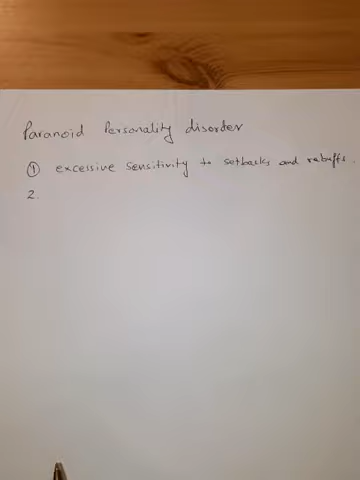 Paranoid Personality disorder
① excessive sensitivity to setbacks and rebuffs.
2.